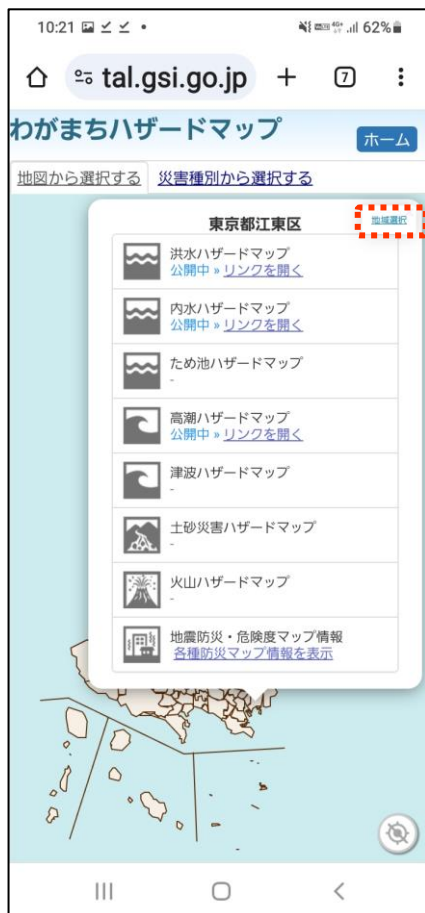 10:21
62%
tal.gsi.go.jp
7
わがまちハザードマップ
ホーム
地図から選択する 災害種別から選択する
東京都江東区
地域選択
洪水ハザードマップ
公開中 » リンクを開く
内水ハザードマップ
公開中 » リンクを開く
ため池ハザードマップ
-
高潮ハザードマップ
公開中 » リンクを開く
津波ハザードマップ
-
土砂災害ハザードマップ
-
火山ハザードマップ
-
地震防災・危険度マップ情報
各種防災マップ情報を表示